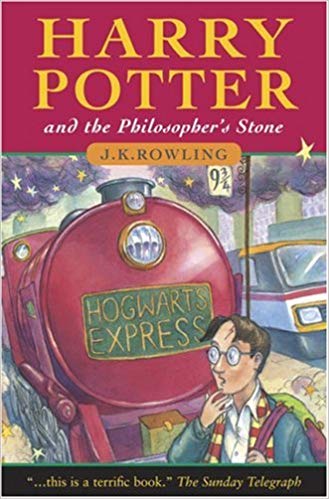 HARRY
POTTER
and the Philosopher's Stone
J.K.ROWLING
9¾
HOGWARTS
EXPRESS
“...this is a terrific book.” The Sunday Telegraph